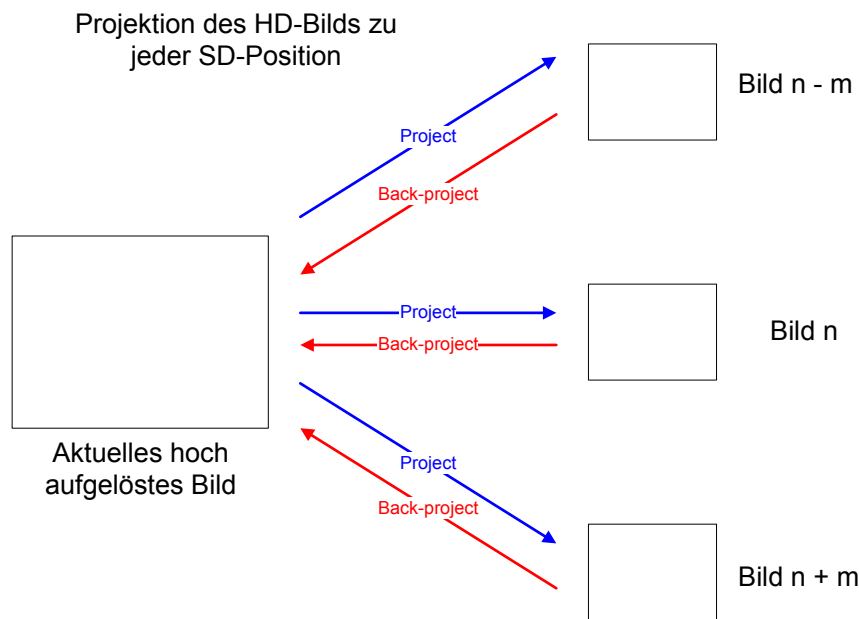 Projektion des HD-Bilds zu
jeder SD-Position
Bild n - m
Project
Back-project
Project
Bild n
Back-project
Aktuelles hoch
aufgelöstes Bild
Project
Back-project
Bild n + m